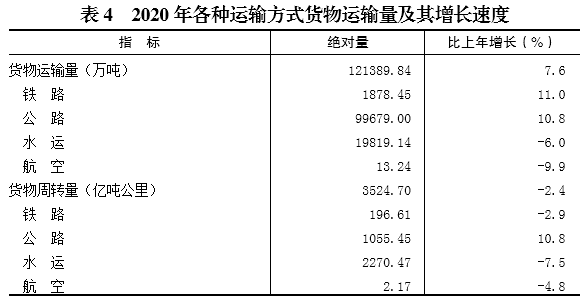 表 4 2020 年各种运输方式货物运输量及其增长速度
指 标 绝对量 比上年增长（%）
货物运输量（万吨） 121389.84 7.6
铁 路 1878.45 11.0
公 路 99679.00 10.8
水 运 19819.14 -6.0
航 空 13.24 -9.9
货物周转量（亿吨公里） 3524.70 -2.4
铁 路 196.61 -2.9
公 路 1055.45 10.8
水 运 2270.47 -7.5
航 空 2.17 -4.8